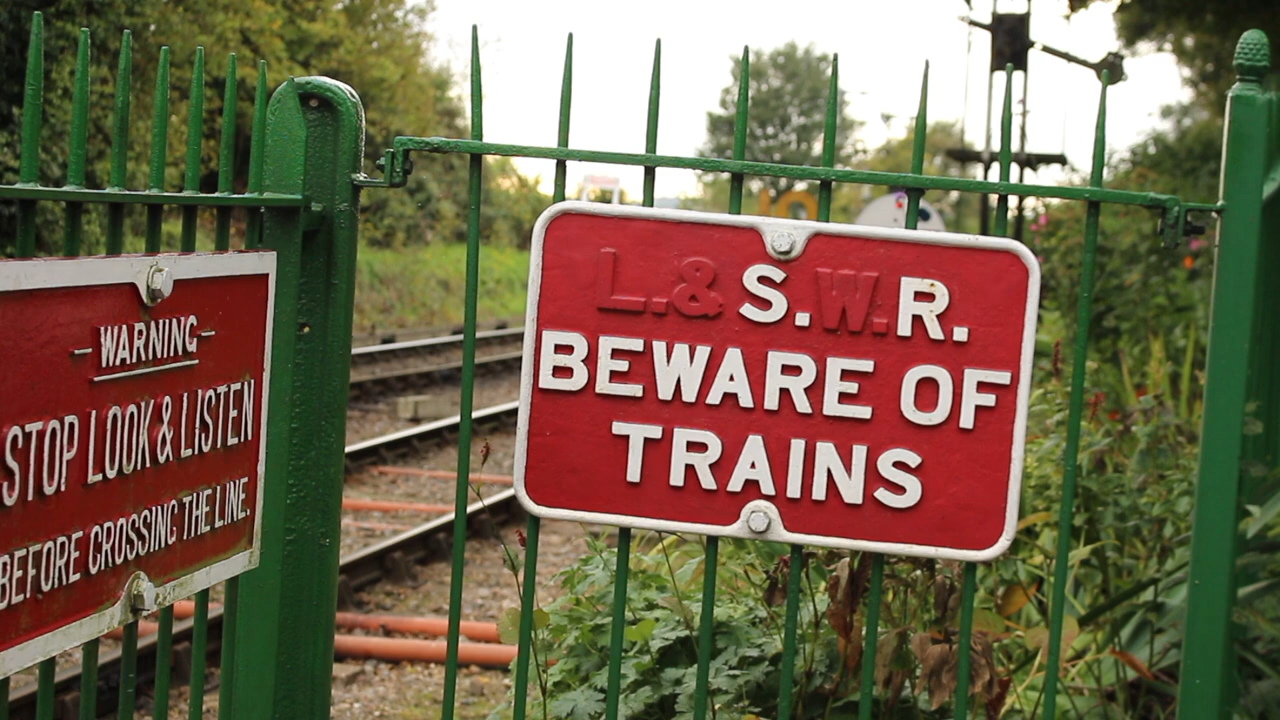 - WARNING -
STOP LOOK & LISTEN
BEFORE CROSSING THE LINE.
L.& S.W.R.
BEWARE OF
TRAINS